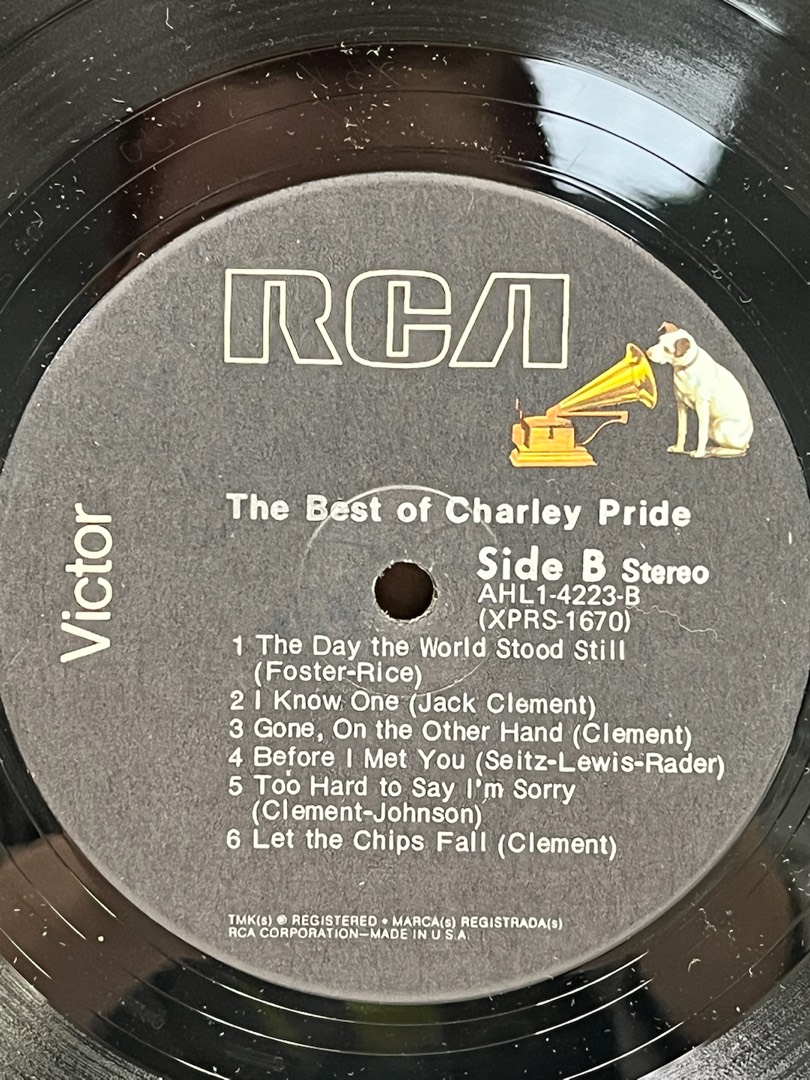 RCA
Victor
The Best of Charley Pride
Side B Stereo
AHL1-4223-B
(XPRS-1670)
1 The Day the World Stood Still
(Foster-Rice)
2 I Know One (Jack Clement)
3 Gone, On the Other Hand (Clement)
4 Before I Met You (Seitz-Lewis-Rader)
5 Too Hard to Say I'm Sorry
(Clement-Johnson)
6 Let the Chips Fall (Clement)
TMK(s) ® REGISTERED • MARCA(s) REGISTRADA(s)
RCA CORPORATION—MADE IN U.S.A.